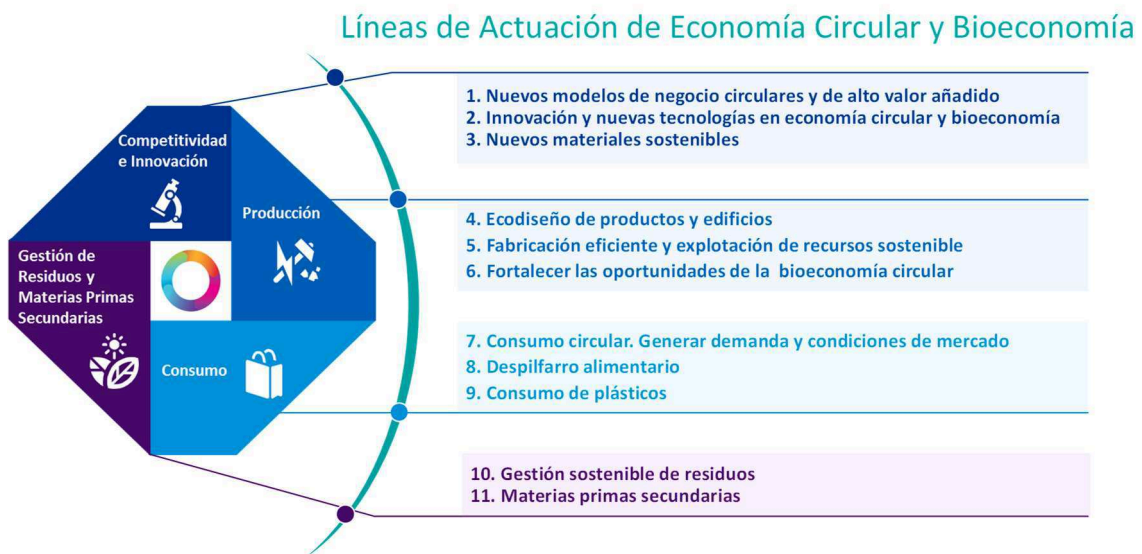 Líneas de Actuación de Economía Circular y Bioeconomía
Competitividad
e Innovación
Producción
Gestión de
Residuos y
Materias Primas
Secundarias
Consumo
1. Nuevos modelos de negocio circulares y de alto valor añadido
2. Innovación y nuevas tecnologías en economía circular y bioeconomía
3. Nuevos materiales sostenibles
4. Ecodiseño de productos y edificios
5. Fabricación eficiente y explotación de recursos sostenible
6. Fortalecer las oportunidades de la bioeconomía circular
7. Consumo circular. Generar demanda y condiciones de mercado
8. Despilfarro alimentario
9. Consumo de plásticos
10. Gestión sostenible de residuos
11. Materias primas secundarias